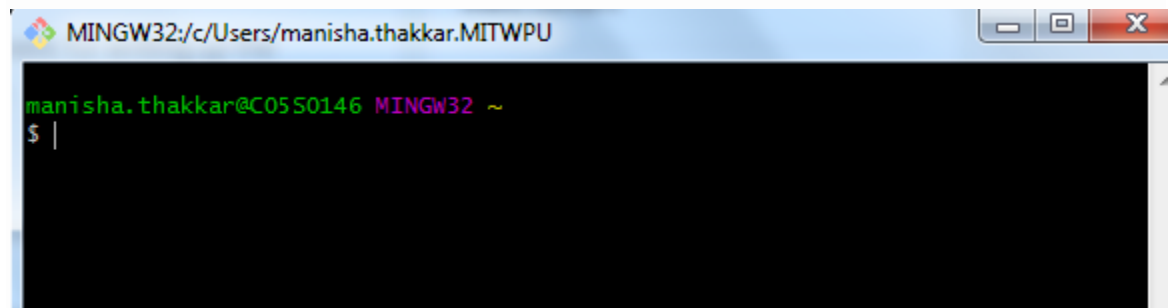 MINGW32:/c/Users/manisha.thakkar.MITWPU
manisha.thakkar@C05S0146 MINGW32 ~
$